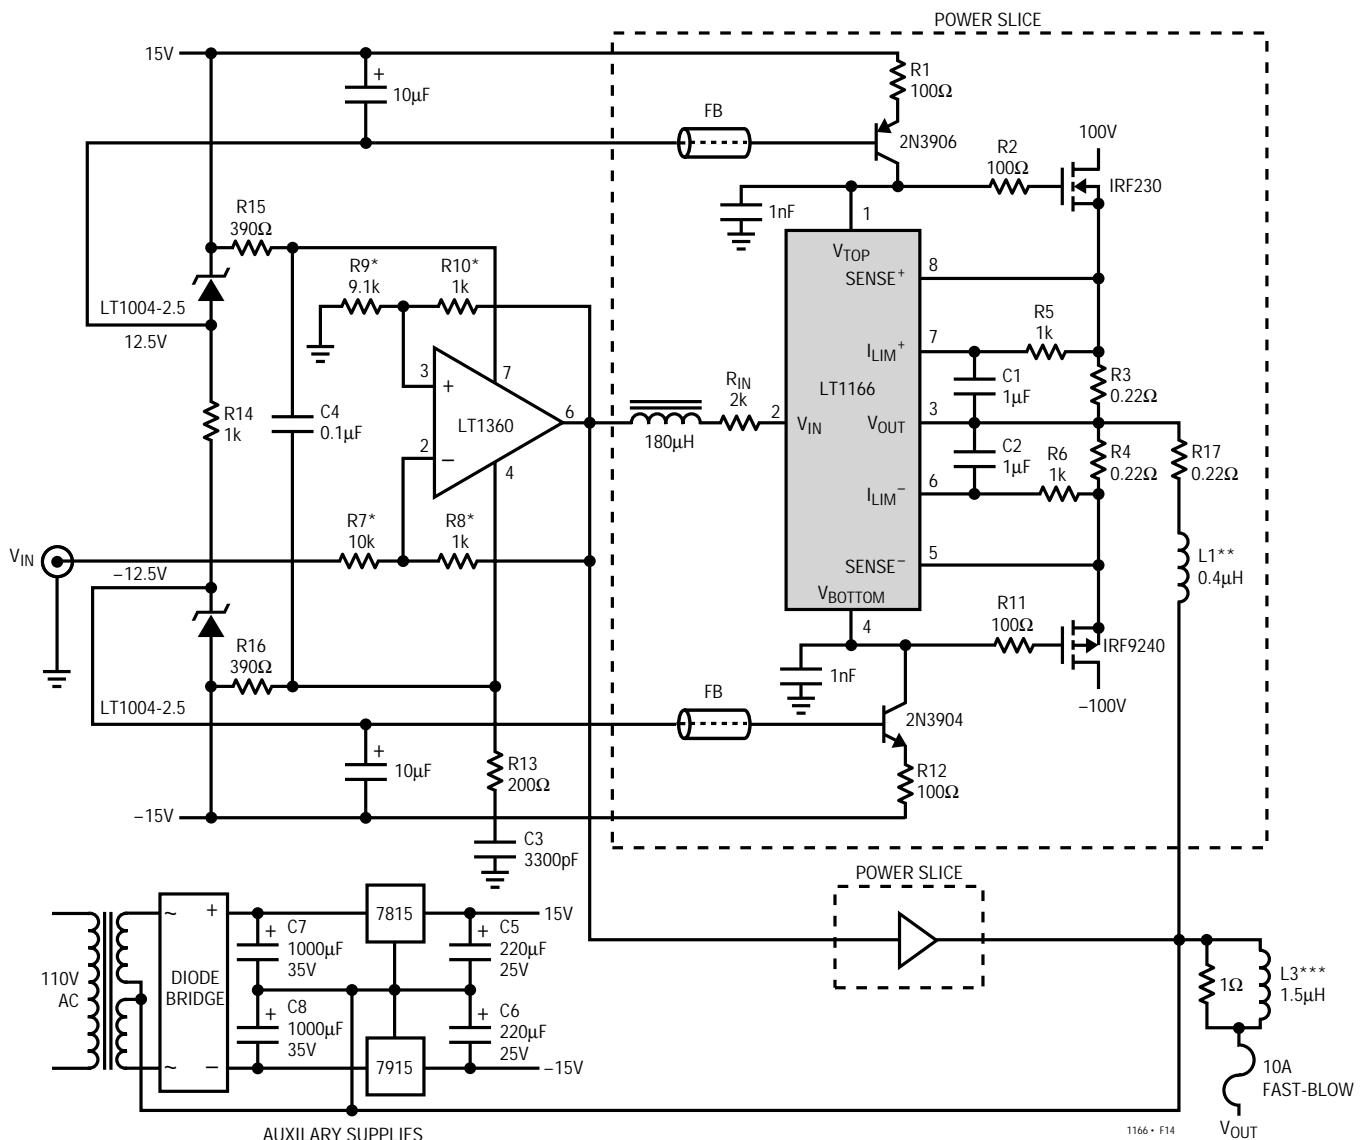 POWER SLICE
15V
+
10µF
R1
100Ω
FB
2N3906
100V
R2
100Ω
IRF230
1nF
1
R15
390Ω
R9*
9.1k
R10*
1k
VTOP
SENSE+
8
LT1004-2.5
12.5V
R5
1k
7
ILIM+
3
+
7
RIN
2k
LT1166
C1
1µF
R3
0.22Ω
R14
1k
C4
0.1µF
LT1360
6
2
VIN
VOUT
3
180µH
2
–
4
C2
1µF
R6
1k
R4
0.22Ω
R17
0.22Ω
ILIM–
6
R7*
10k
R8*
1k
VIN
–12.5V
SENSE–
5
L1**
0.4µH
VBOTTOM
4
R11
100Ω
R16
390Ω
IRF9240
1nF
LT1004-2.5
FB
–100V
2N3904
+
10µF
R13
200Ω
R12
100Ω
–15V
C3
3300pF
POWER SLICE
~
+
7815
15V
+
C7
1000µF
35V
+
C5
220µF
25V
110V
AC
DIODE
BRIDGE
1Ω
L3***
1.5µH
+
C8
1000µF
35V
+
C6
220µF
25V
~
–
7915
–15V
10A
FAST-BLOW
AUXILARY SUPPLIES
1166 • F14
VOUT